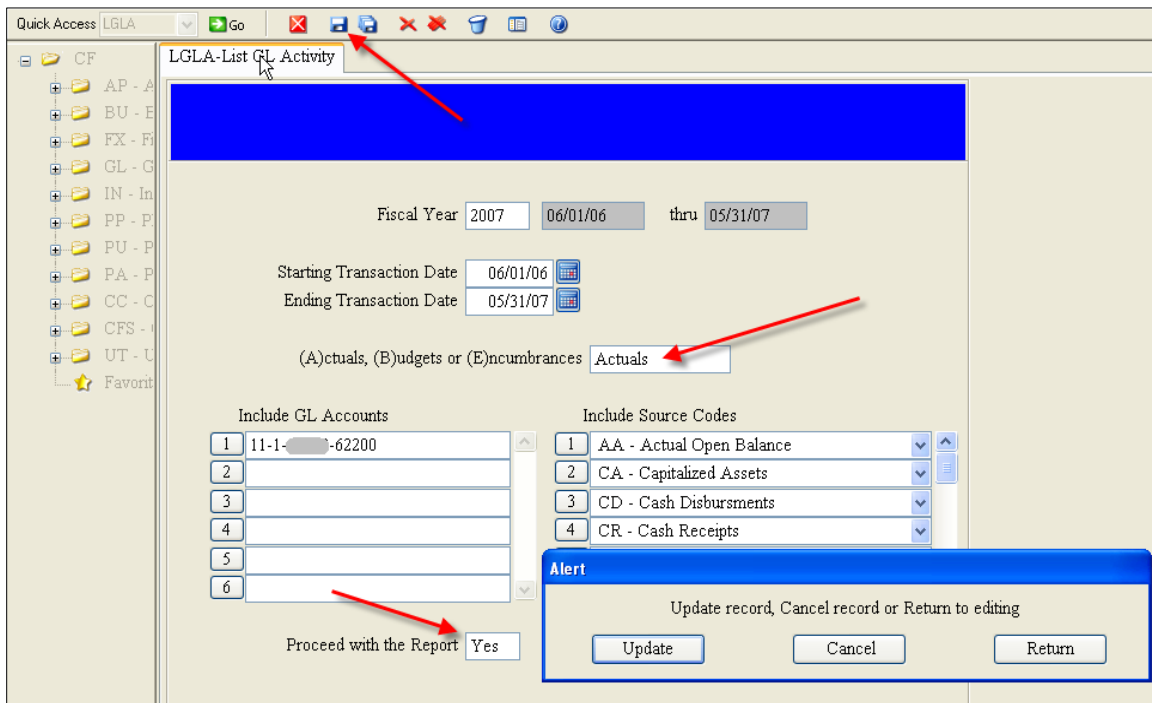 Quick Access LGLA Go
CF
LGLA-List GL Activity
AP - A
BU - E
FX - Fi
GL - G
IN - In
PP - P
PU - P
PA - P
CC - C
CFS -
UT - U
Favorit
Fiscal Year 2007 06/01/06 thru 05/31/07
Starting Transaction Date 06/01/06
Ending Transaction Date 05/31/07
(A)ctuals, (B)udgets or (E)ncumbrances Actuals
Include GL Accounts Include Source Codes
1 11-1- -62200 1 AA - Actual Open Balance
2 2 CA - Capitalized Assets
3 3 CD - Cash Disbursments
4 4 CR - Cash Receipts
5
6
Proceed with the Report Yes
Alert
Update record, Cancel record or Return to editing
Update Cancel Return